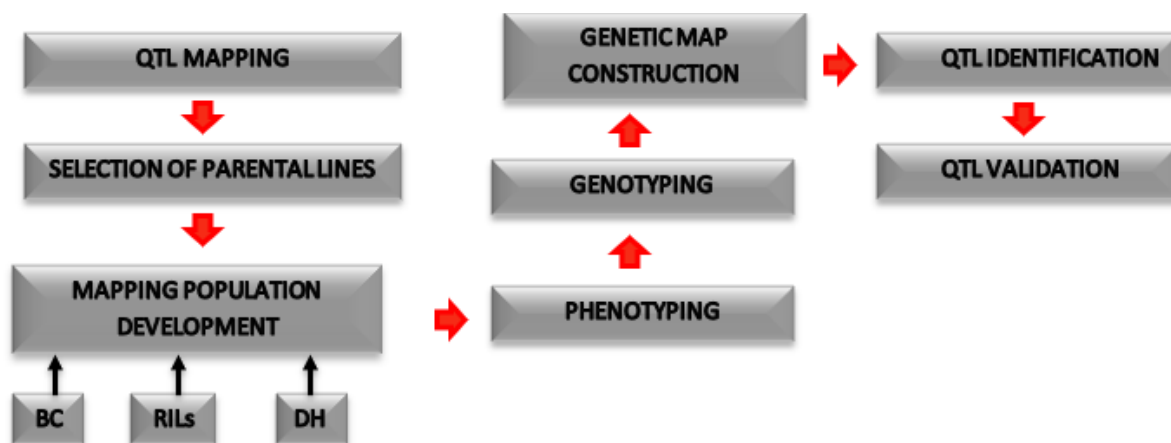 QTL MAPPING
SELECTION OF PARENTAL LINES
MAPPING POPULATION
DEVELOPMENT
BC
RILs
DH
PHENOTYPING
GENOTYPING
GENETIC MAP
CONSTRUCTION
QTL IDENTIFICATION
QTL VALIDATION